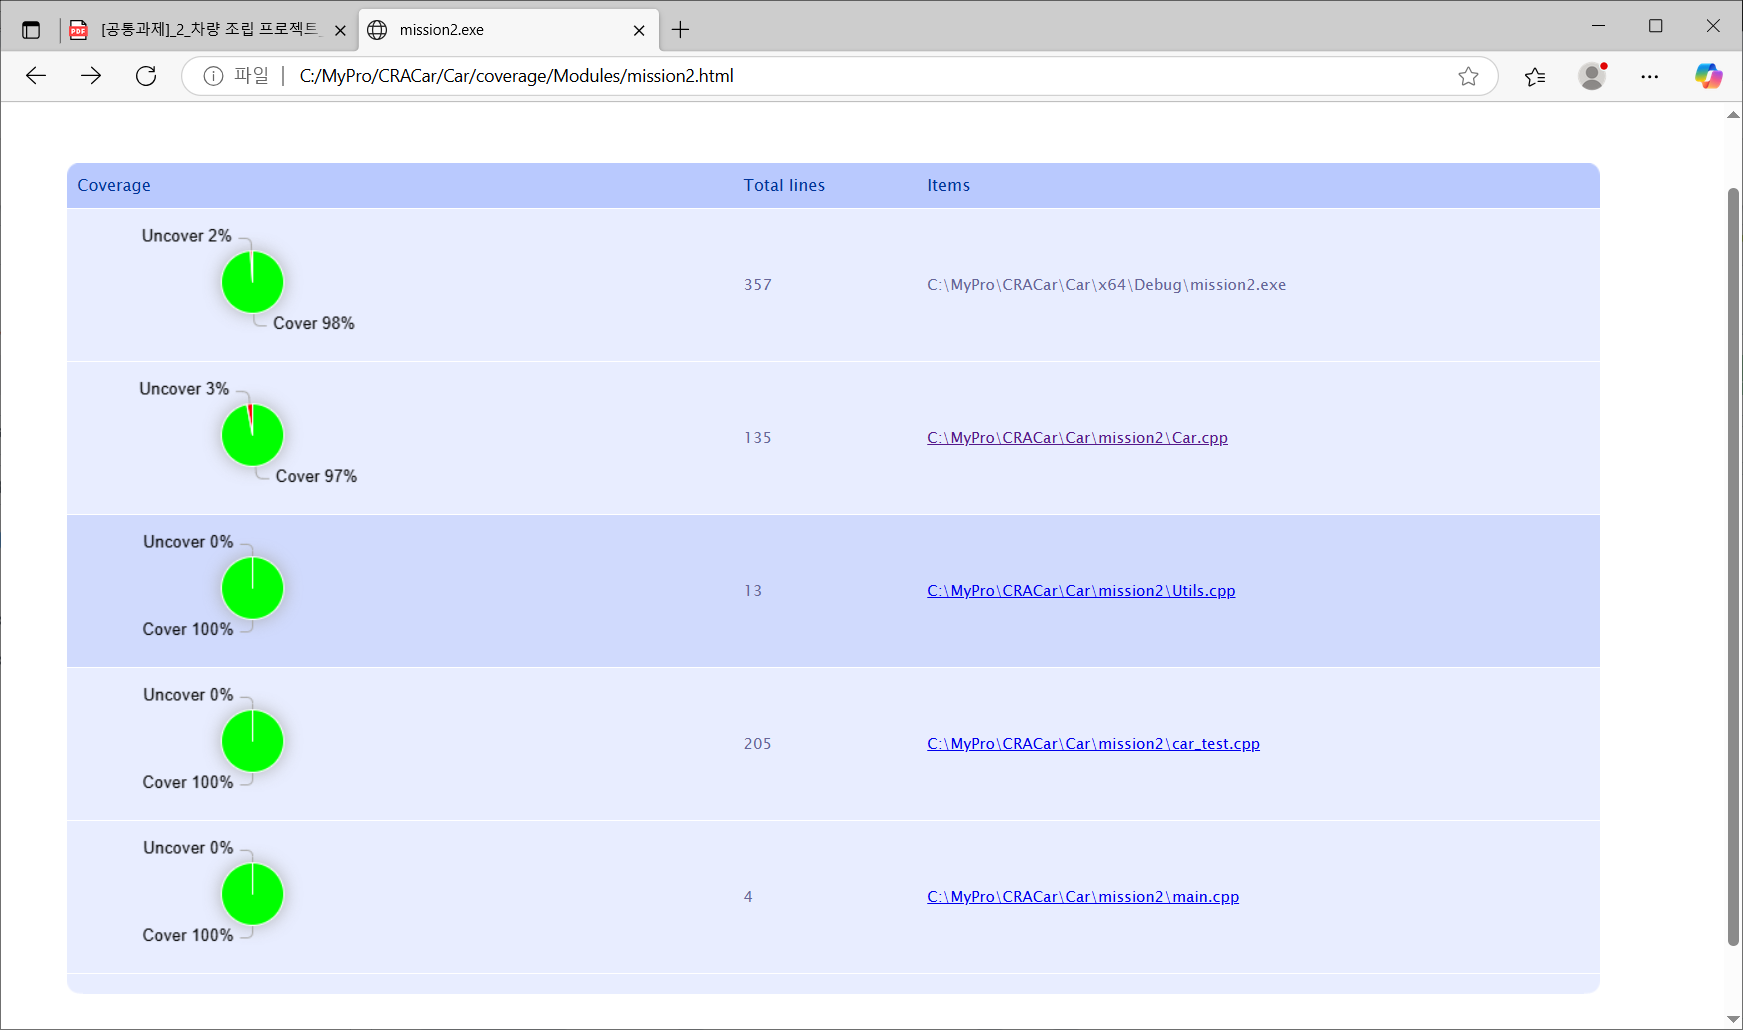 [공통과제]_2_차량 조립 프로젝트_
mission2.exe
파일
C:/MyPro/CRACar/Car/coverage/Modules/mission2.html
Coverage Total lines Items
Uncover 2%
Cover 98%
357
C:\MyPro\CRACar\Car\x64\Debug\mission2.exe
Uncover 3%
Cover 97%
135
C:\MyPro\CRACar\Car\mission2\Car.cpp
Uncover 0%
Cover 100%
13
C:\MyPro\CRACar\Car\mission2\Utils.cpp
Uncover 0%
Cover 100%
205
C:\MyPro\CRACar\Car\mission2\car_test.cpp
Uncover 0%
Cover 100%
4
C:\MyPro\CRACar\Car\mission2\main.cpp